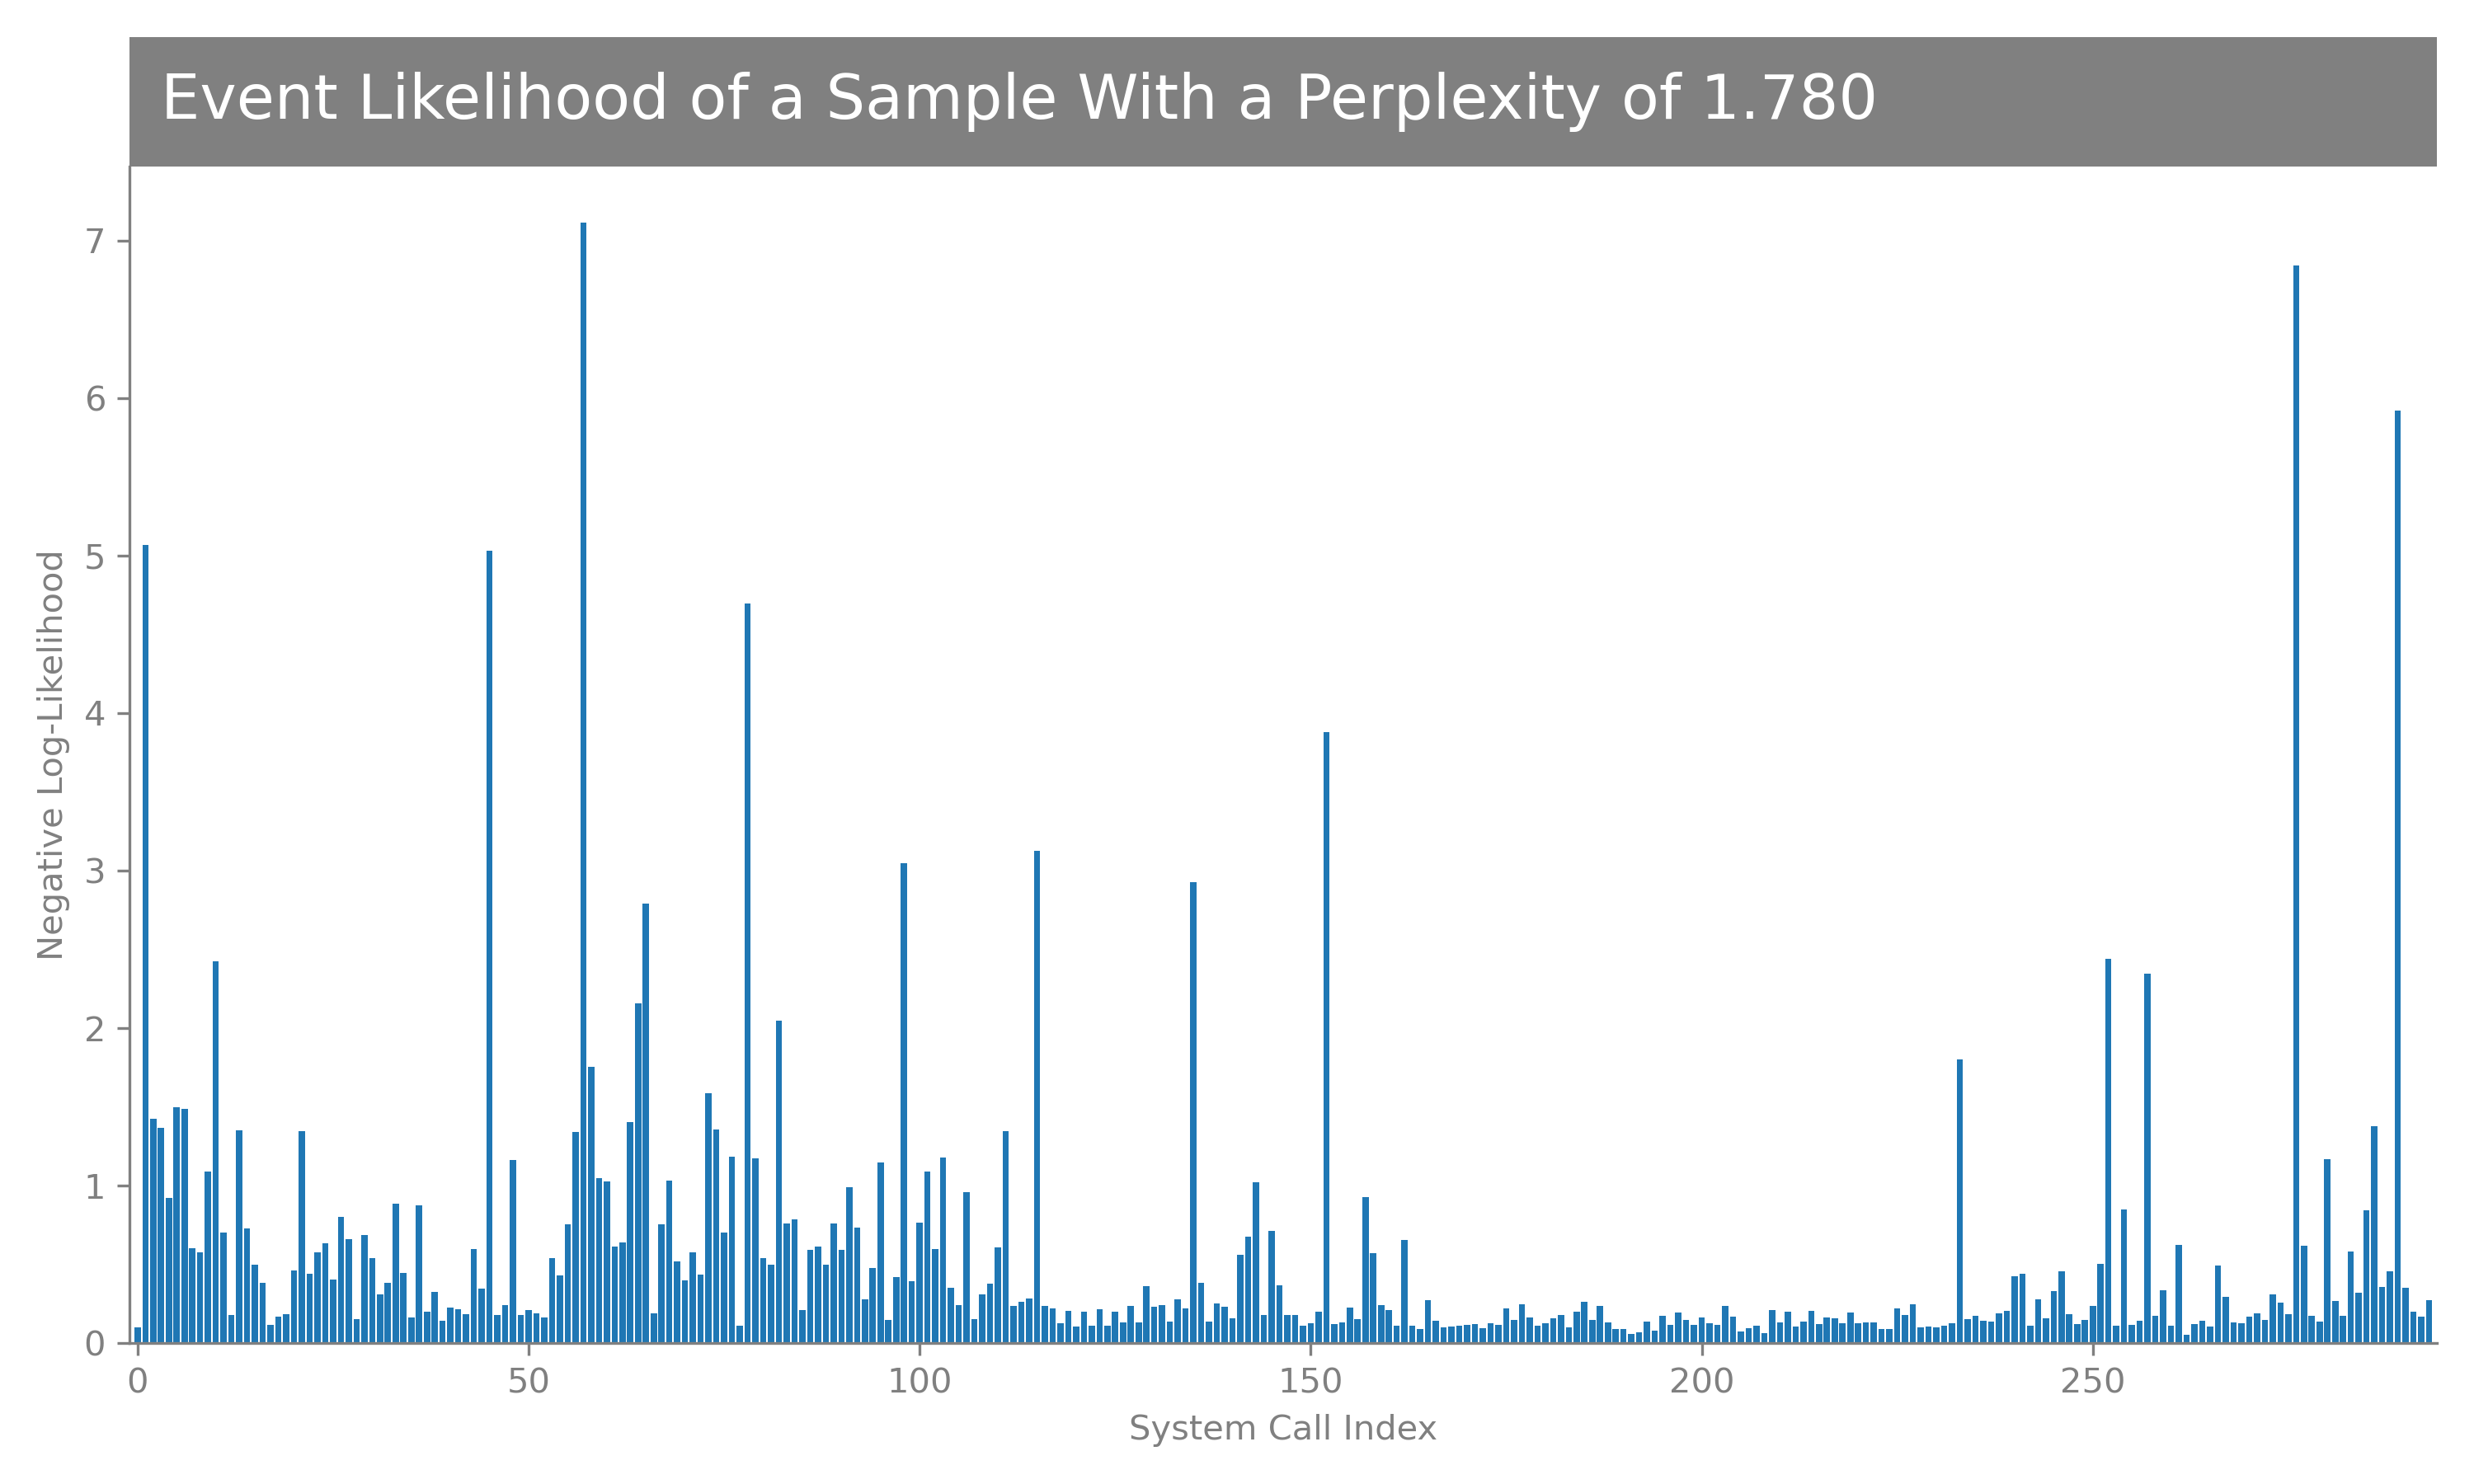 Event Likelihood of a Sample With a Perplexity of 1.780
7
6
5
4
3
2
1
0
Negative Log-Likelihood
0 50 100 150 200 250
System Call Index